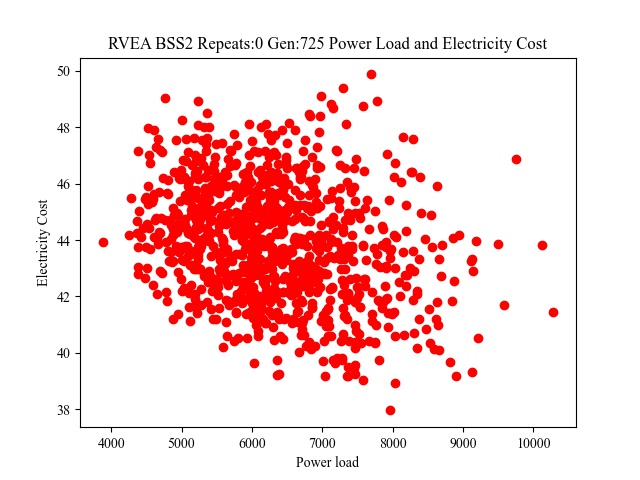 RVEA BSS2 Repeats:0 Gen:725 Power Load and Electricity Cost
50
48
46
44
42
40
38
Electricity Cost
4000 5000 6000 7000 8000 9000 10000
Power load